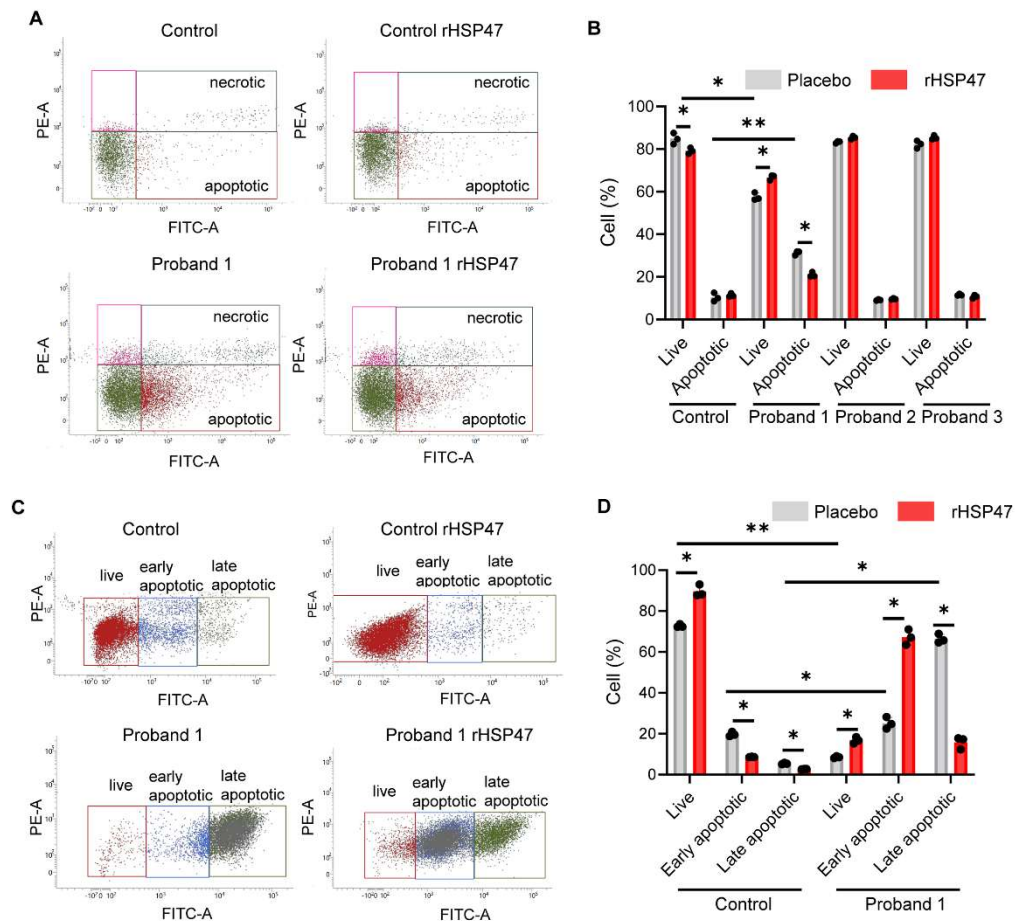 A
Control
Control rHSP47
necrotic
necrotic
apoptotic
apoptotic
PE-A
PE-A
FITC-A
FITC-A
Proband 1
Proband 1 rHSP47
necrotic
necrotic
apoptotic
apoptotic
PE-A
PE-A
FITC-A
FITC-A
B
Placebo
rHSP47
*
*
**
*
*
100
80
60
40
20
0
Cell (%)
Live
Apoptotic
Live
Apoptotic
Live
Apoptotic
Live
Apoptotic
Control
Proband 1
Proband 2
Proband 3
C
Control
Control rHSP47
live
early apoptotic
late apoptotic
live
early apoptotic
late apoptotic
PE-A
PE-A
FITC-A
FITC-A
Proband 1
Proband 1 rHSP47
live
early apoptotic
late apoptotic
live
early apoptotic
late apoptotic
PE-A
PE-A
FITC-A
FITC-A
D
Placebo
rHSP47
**
*
*
*
*
*
*
*
*
100
80
60
40
20
0
Cell (%)
Live
Early apoptotic
Late apoptotic
Live
Early apoptotic
Late apoptotic
Control
Proband 1